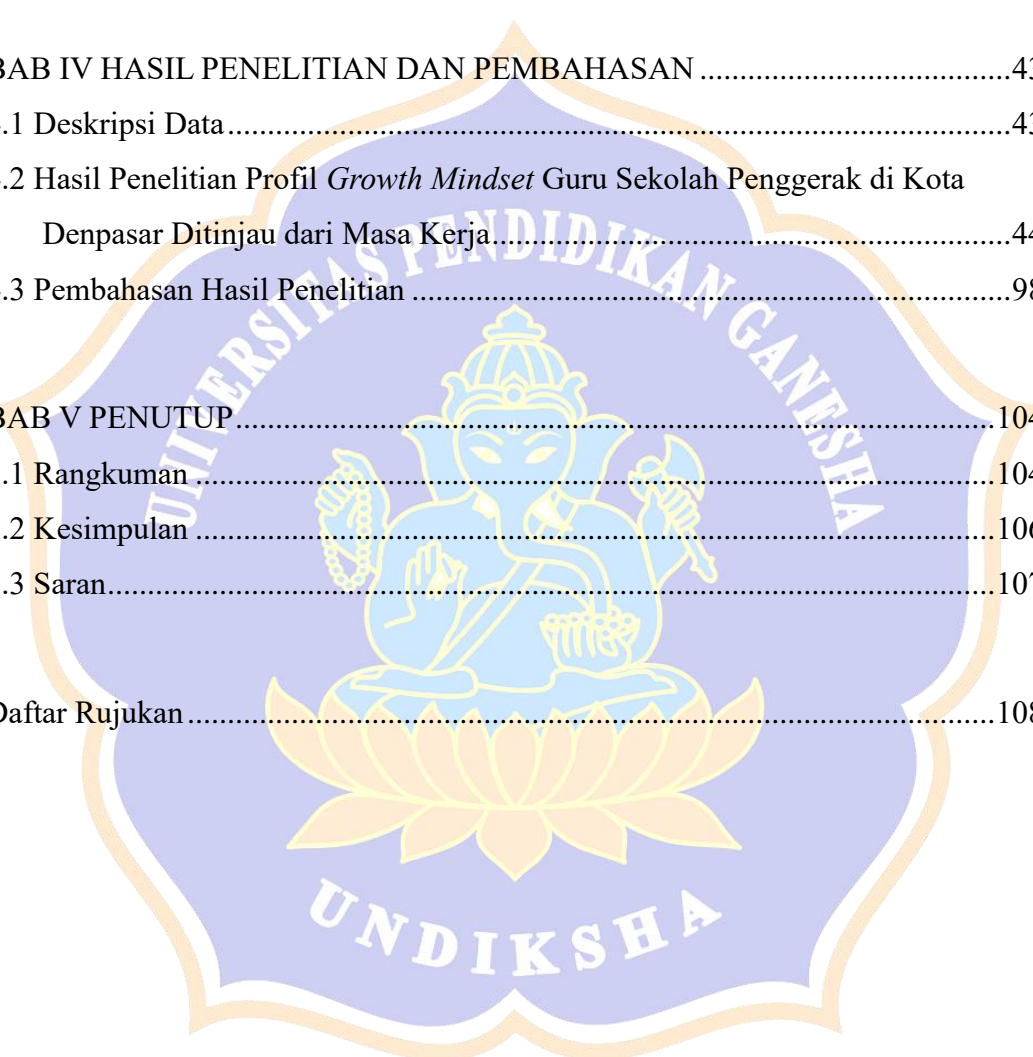 BAB IV HASIL PENELITIAN DAN PEMBAHASAN ...................................... 43
.1 Deskripsi Data ...................................... 43
.2 Hasil Penelitian Profil Growth Mindset Guru Sekolah Penggerak di Kota
Denpasar Ditinjau dari Masa Kerja ...................................... 44
.3 Pembahasan Hasil Penelitian ...................................... 98
UNIVERSITAS PENDIDIKAN GANESHA
BAB V PENUTUP ...................................... 104
.1 Rangkuman ...................................... 104
.2 Kesimpulan ...................................... 106
.3 Saran ...................................... 107
Daftar Rujukan ...................................... 108
UNDIKSHA